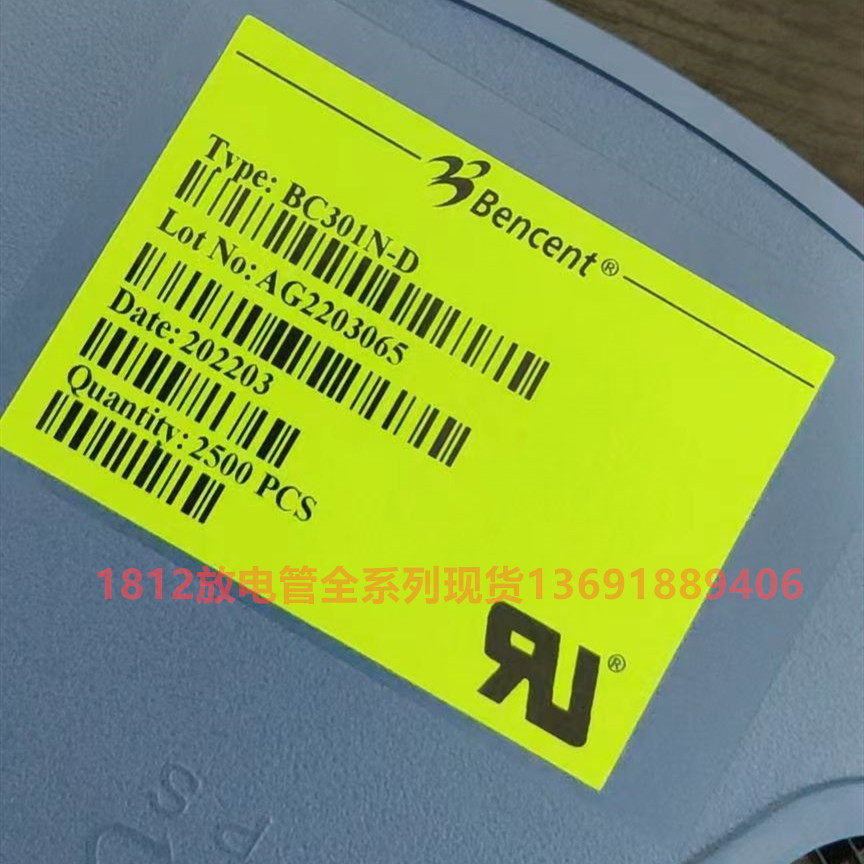 Bencent®
Type: BC301N-D
Lot No: AG2203065
Date: 202203
Quantity: 2500 PCS
1812放电管全系列现货13691889406
RU®